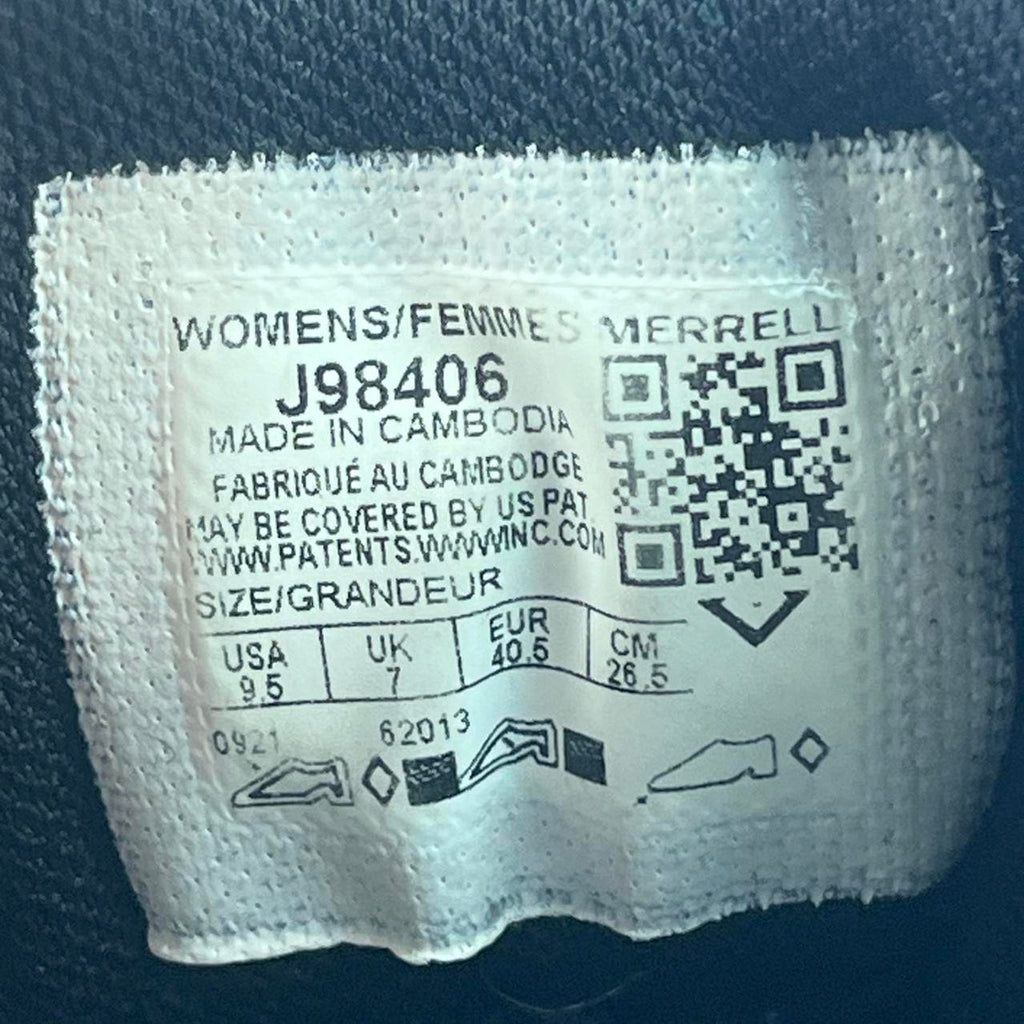 WOMENS/FEMMES MERRELL
J98406
MADE IN CAMBODIA
FABRIQUÉ AU CAMBODGE
MAY BE COVERED BY US PAT
WWW.PATENTS.WWWINC.COM
SIZE/GRANDEUR
USA UK EUR CM
9.5 7 40.5 26.5
0921 62013